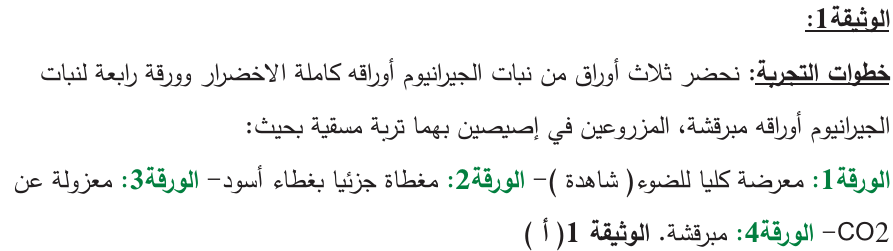 الوثيقة1:
خطوات التجربة: نحضر ثلاث أوراق من نبات الجيرانيوم أوراقه كاملة الاخضرار وورقة رابعة لنبات
الجيرانيوم أوراقه مبرقشة، المزروعين في إصيصين بهما تربة مسقية بحيث:
الورقة1: معرضة كليا للضوء( شاهدة )– الورقة2: مغطاة جزئيا بغطاء أسود– الورقة3: معزولة عن
CO2– الورقة4: مبرقشة. الوثيقة 1( أ )